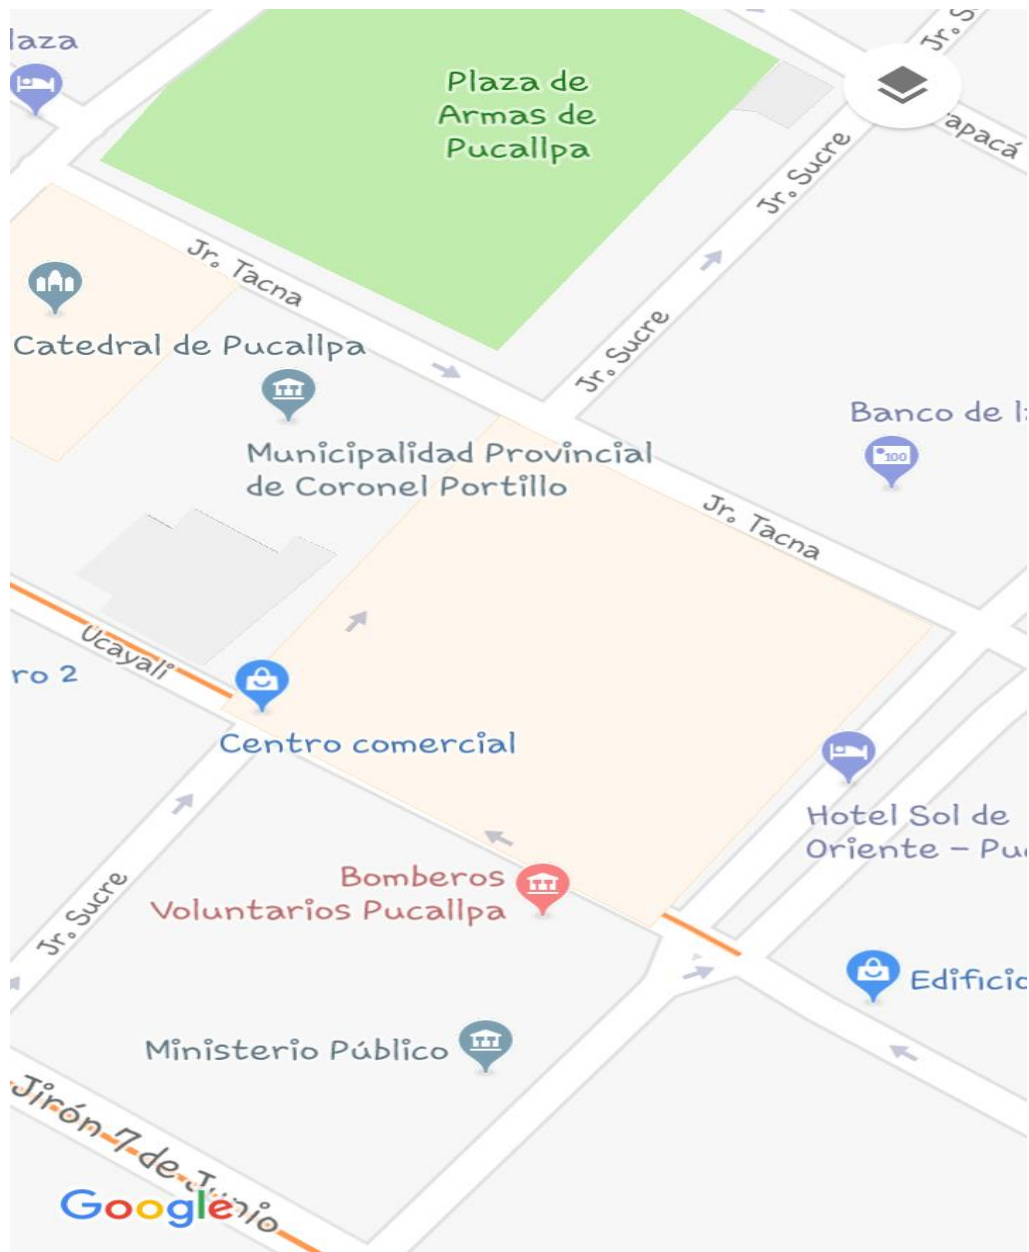 laza
Plaza de
Armas de
Pucallpa
Jr. S
apacá
Jr. Sucre
Jr. Tacna
Catedral de Pucallpa
Jr. Sucre
Municipalidad Provincial
de Coronel Portillo
Banco de l
100
Jr. Tacna
Ucayali
ro 2
Centro comercial
Hotel Sol de
Oriente – Pu
Bomberos
Voluntarios Pucallpa
Jr. Sucre
Edificio
Ministerio Público
Jirón 7 de Junio
Google